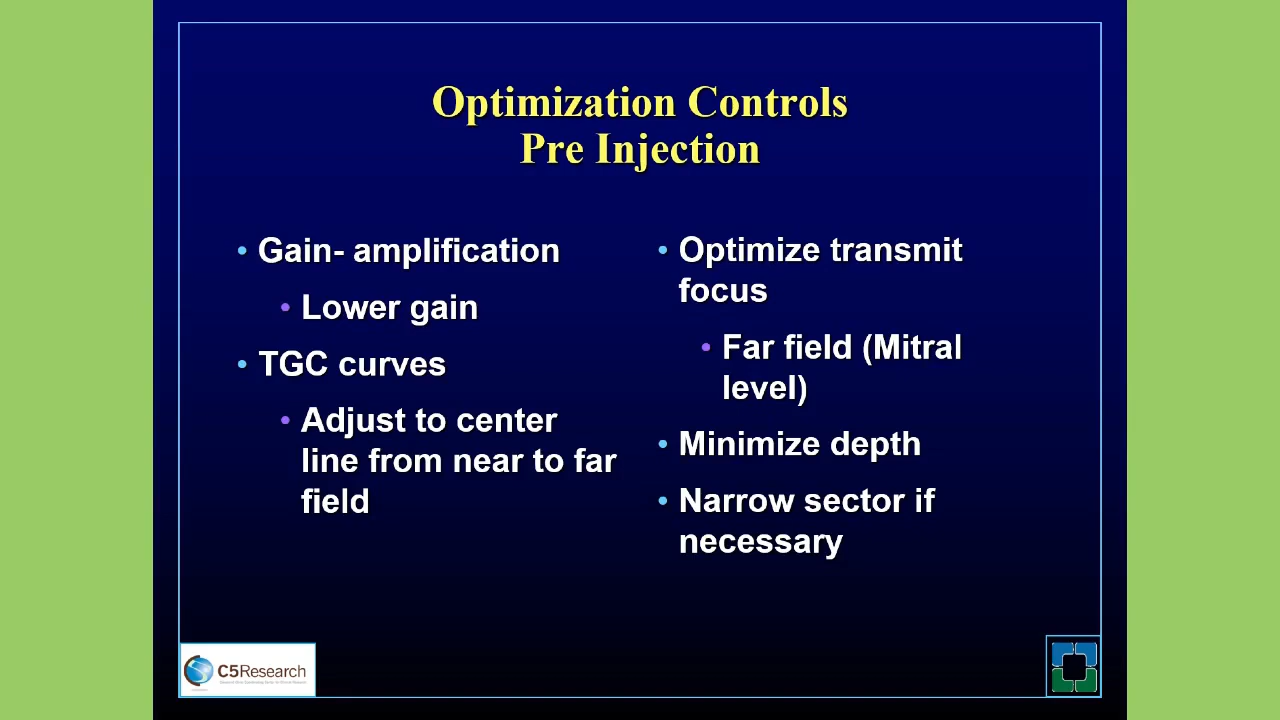 Optimization Controls
Pre Injection
• Gain- amplification
• Lower gain
• TGC curves
• Adjust to center
line from near to far
field
• Optimize transmit
focus
• Far field (Mitral
level)
• Minimize depth
• Narrow sector if
necessary
C5Research